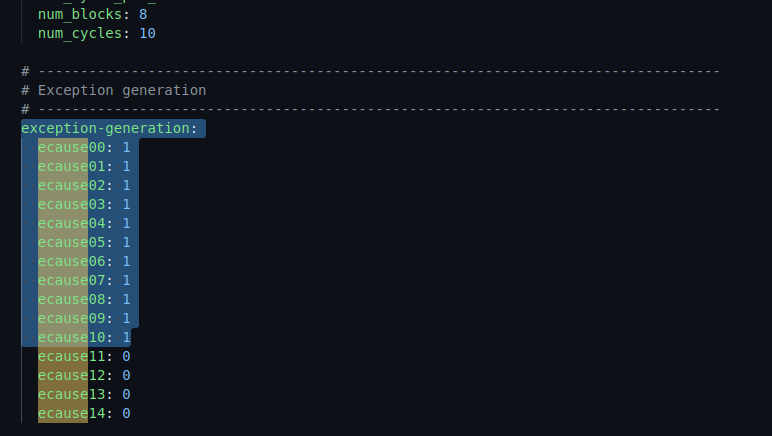 num_blocks: 8
num_cycles: 10
# ---------------------------------------------------------------------------------
# Exception generation
# ---------------------------------------------------------------------------------
exception-generation:
ecause00: 1
ecause01: 1
ecause02: 1
ecause03: 1
ecause04: 1
ecause05: 1
ecause06: 1
ecause07: 1
ecause08: 1
ecause09: 1
ecause10: 1
ecause11: 0
ecause12: 0
ecause13: 0
ecause14: 0